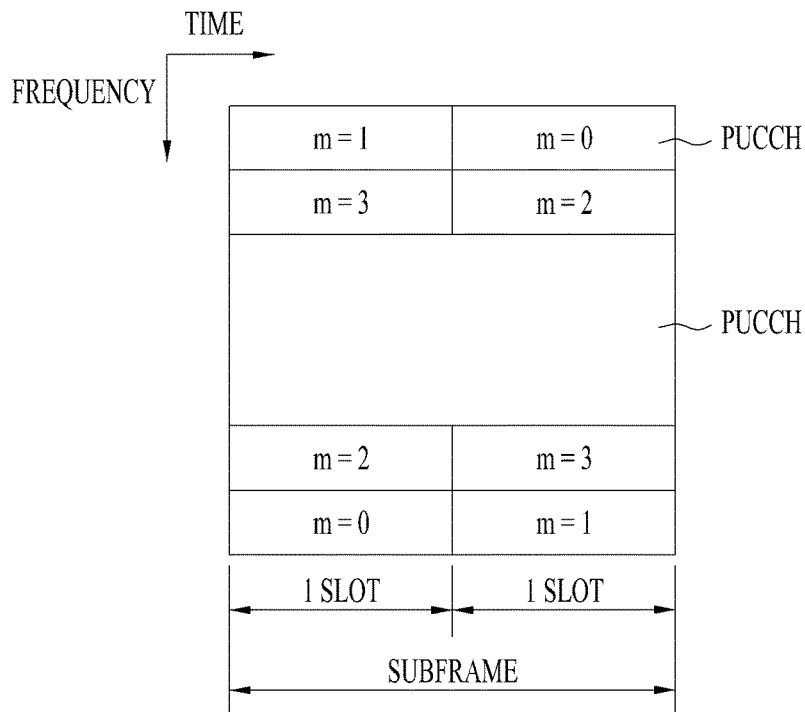 TIME
FREQUENCY
m = 1 m = 0 PUCCH
m = 3 m = 2
PUCCH
m = 2 m = 3
m = 0 m = 1
1 SLOT 1 SLOT
SUBFRAME